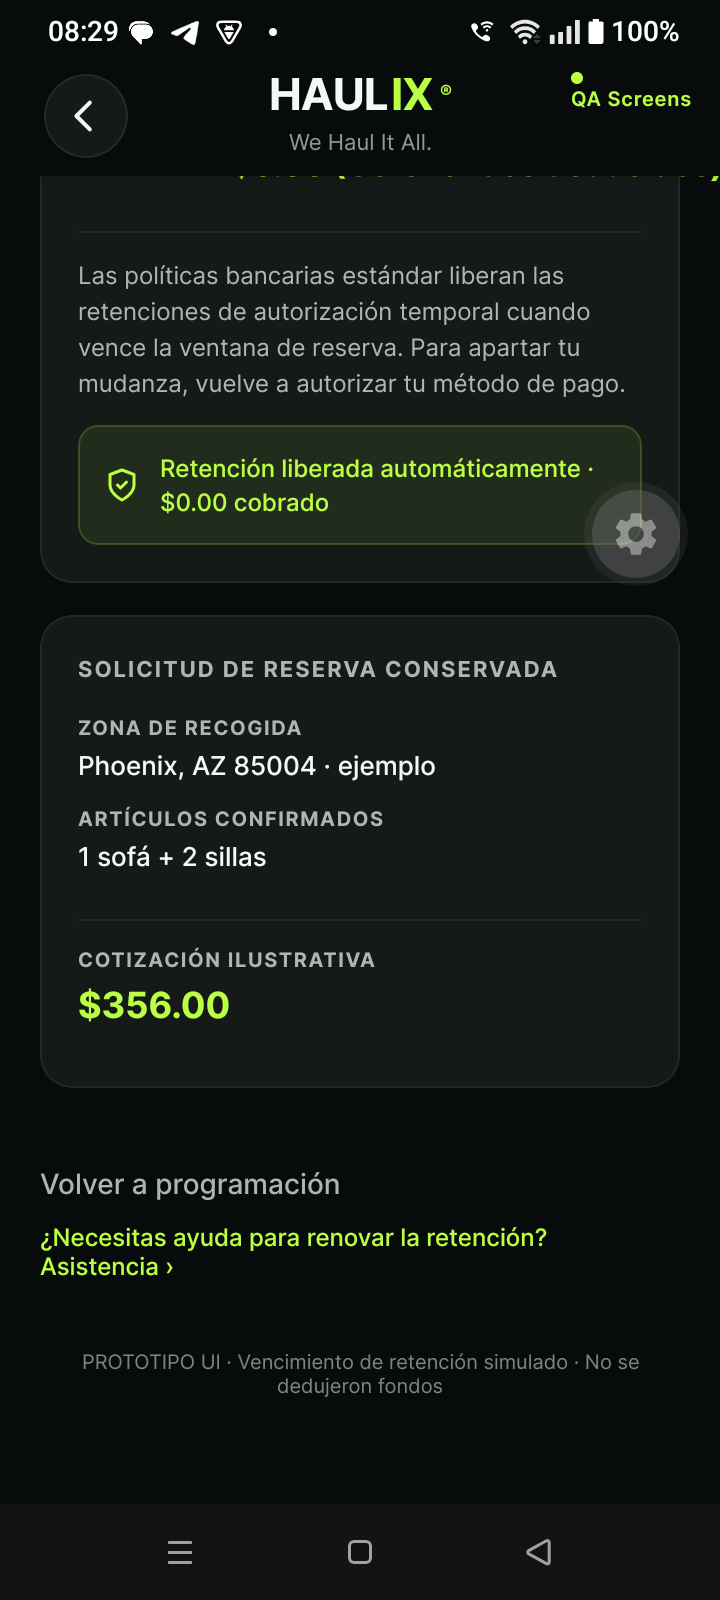 08:29
100%
HAULIX ®
QA Screens
We Haul It All.
Las políticas bancarias estándar liberan las
retenciones de autorización temporal cuando
vence la ventana de reserva. Para apartar tu
mudanza, vuelve a autorizar tu método de pago.
Retención liberada automáticamente ·
$0.00 cobrado
SOLICITUD DE RESERVA CONSERVADA
ZONA DE RECOGIDA
Phoenix, AZ 85004 · ejemplo
ARTÍCULOS CONFIRMADOS
1 sofá + 2 sillas
COTIZACIÓN ILUSTRATIVA
$356.00
Volver a programación
¿Necesitas ayuda para renovar la retención?
Asistencia ›
PROTOTIPO UI · Vencimiento de retención simulado · No se
dedujeron fondos